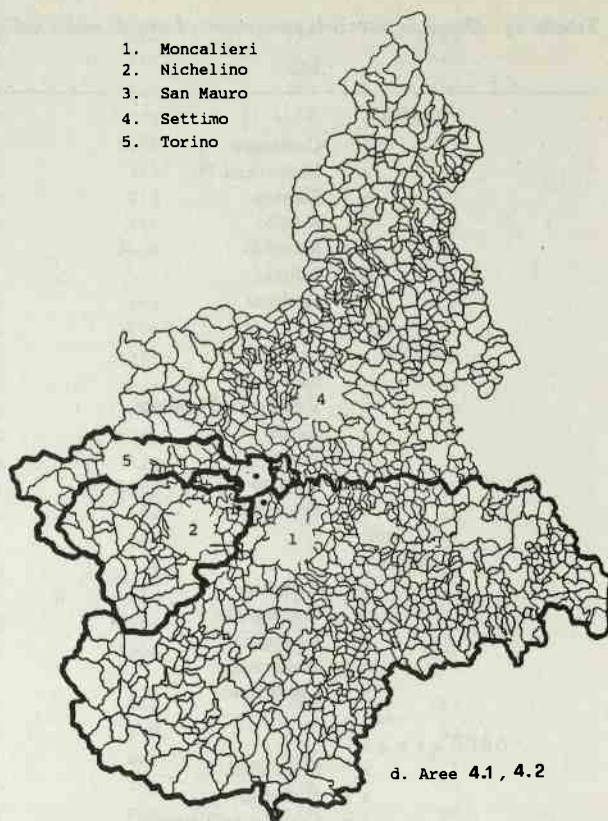 1. Moncalieri
2. Nichelino
3. San Mauro
4. Settimo
5. Torino
4
5
2
1
d. Aree 4.1, 4.2